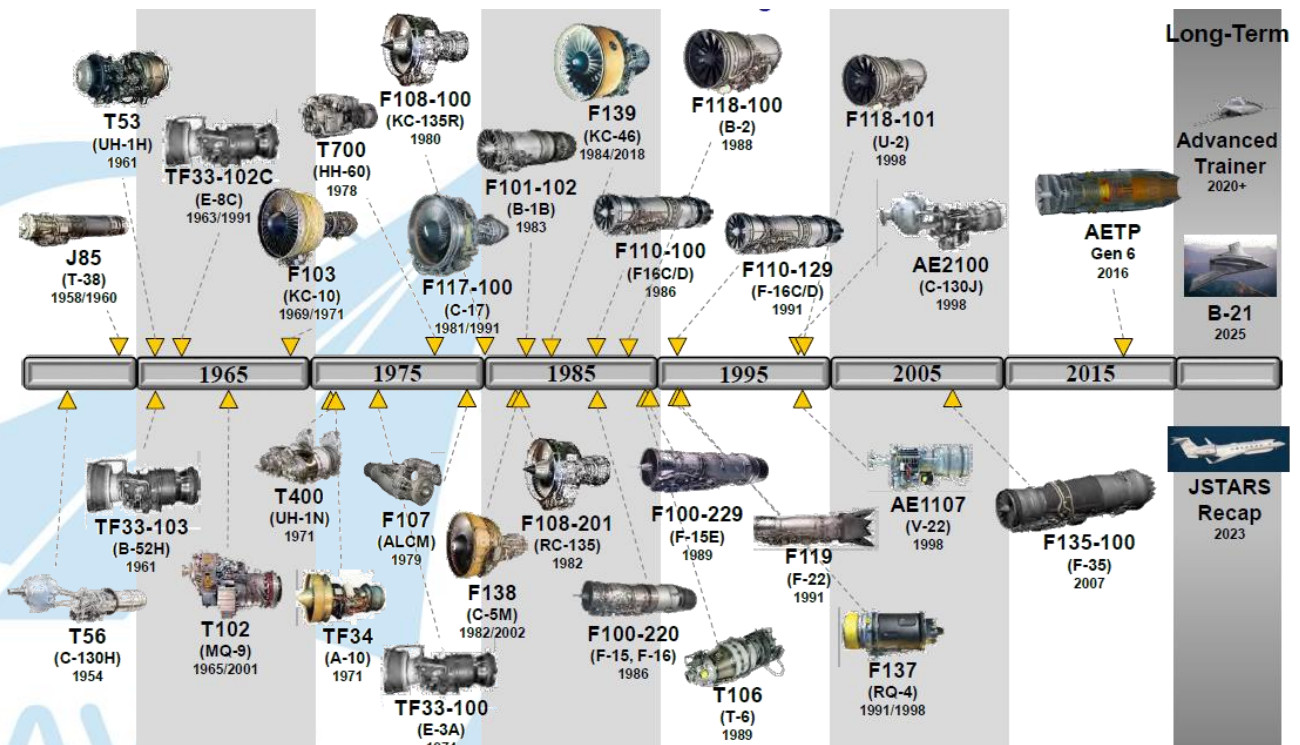 Long-Term
T53
(UH-1H)
1961
TF33-102C
(E-8C)
1963/1991
J85
(T-38)
1958/1960
F103
(KC-10)
1969/1971
T700
(HH-60)
1978
F108-100
(KC-135R)
1980
F117-100
(C-17)
1981/1991
F101-102
(B-1B)
1983
F139
(KC-46)
1984/2018
F110-100
(F16C/D)
1986
F118-100
(B-2)
1988
F110-129
(F-16C/D)
1991
F118-101
(U-2)
1998
AE2100
(C-130J)
1998
AETP
Gen 6
2016
Advanced
Trainer
2020+
B-21
2025
1965
1975
1985
1995
2005
2015
TF33-103
(B-52H)
1961
T56
(C-130H)
1954
T102
(MQ-9)
1965/2001
T400
(UH-1N)
1971
TF34
(A-10)
1971
F107
(ALCM)
1979
TF33-100
(E-3A)
F138
(C-5M)
1982/2002
F108-201
(RC-135)
1982
F100-220
(F-15, F-16)
1986
F100-229
(F-15E)
1989
T106
(T-6)
1989
F119
(F-22)
1991
F137
(RQ-4)
1991/1998
AE1107
(V-22)
1998
F135-100
(F-35)
2007
JSTARS
Recap
2023